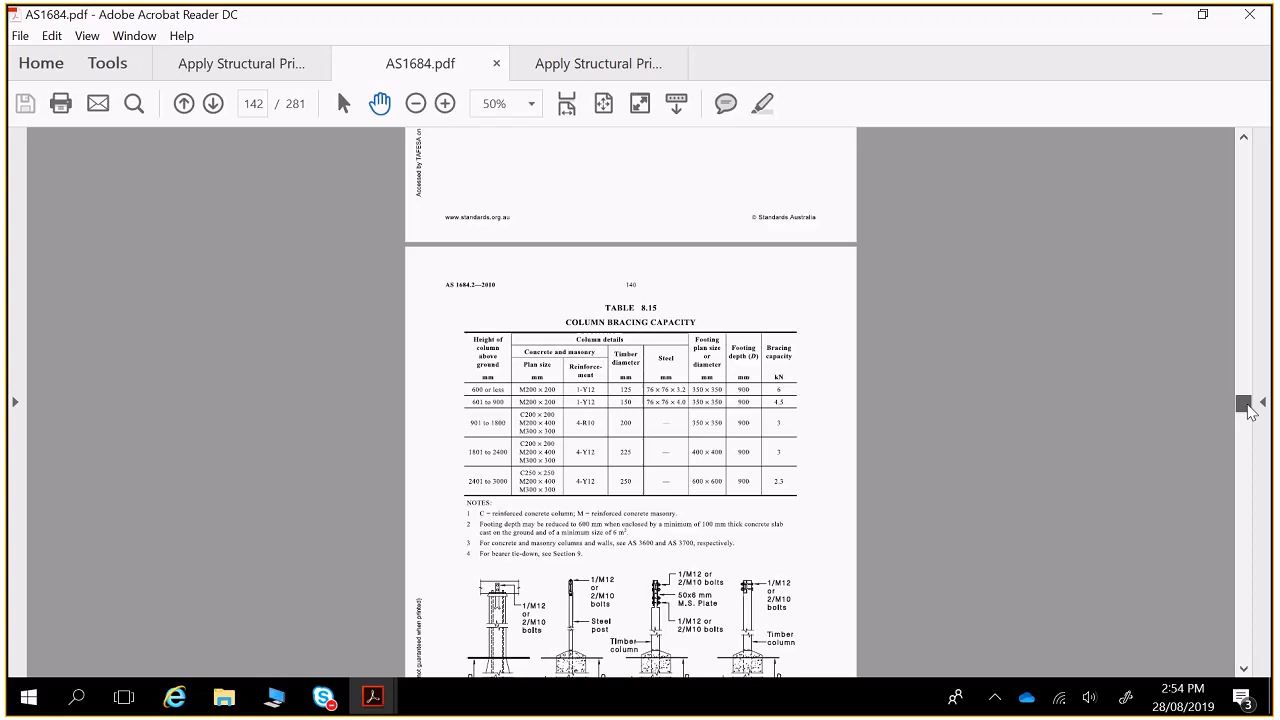 AS1684.pdf - Adobe Acrobat Reader DC
File Edit View Window Help
Home Tools Apply Structural Pri... AS1684.pdf × Apply Structural Pri...
142 / 281 50%
Accessed by TAFESA on
www.standards.org.au © Standards Australia
AS 1684.2—2010 140
TABLE 8.15
COLUMN BRACING CAPACITY
Height of column above ground mm
Column details
Concrete and masonry
Plan size mm
Reinforce-ment
Timber diameter mm
Steel mm
Footing plan size or diameter mm
Footing depth (D) mm
Bracing capacity kN
600 or less M200 × 200 1-Y12 125 76 × 76 × 3.2 350 × 350 900 6
601 to 900 M200 × 200 1-Y12 150 76 × 76 × 4.0 350 × 350 900 4.5
901 to 1800 C200 × 200 M200 × 400 M300 × 300 4-R10 200 — 350 × 350 900 3
1801 to 2400 C200 × 200 M200 × 400 M300 × 300 4-Y12 225 — 400 × 400 900 3
2401 to 3000 C250 × 250 M200 × 400 M300 × 300 4-Y12 250 — 600 × 600 900 2.3
NOTES:
1 C = reinforced concrete column; M = reinforced concrete masonry.
2 Footing depth may be reduced to 600 mm when enclosed by a minimum of 100 mm thick concrete slab
cast on the ground and of a minimum size of 6 m².
3 For concrete and masonry columns and walls, see AS 3600 and AS 3700, respectively.
4 For bearer tie-down, see Section 9.
1/M12 or 2/M10 bolts
1/M12 or 2/M10 bolts
Steel post
1/M12 or 2/M10 bolts
50x6 mm M.S. Plate
1/M12 or 2/M10 bolts
Timber column
1/M12 or 2/M10 bolts
Timber column
not guaranteed when printed)
2:54 PM
28/08/2019
3